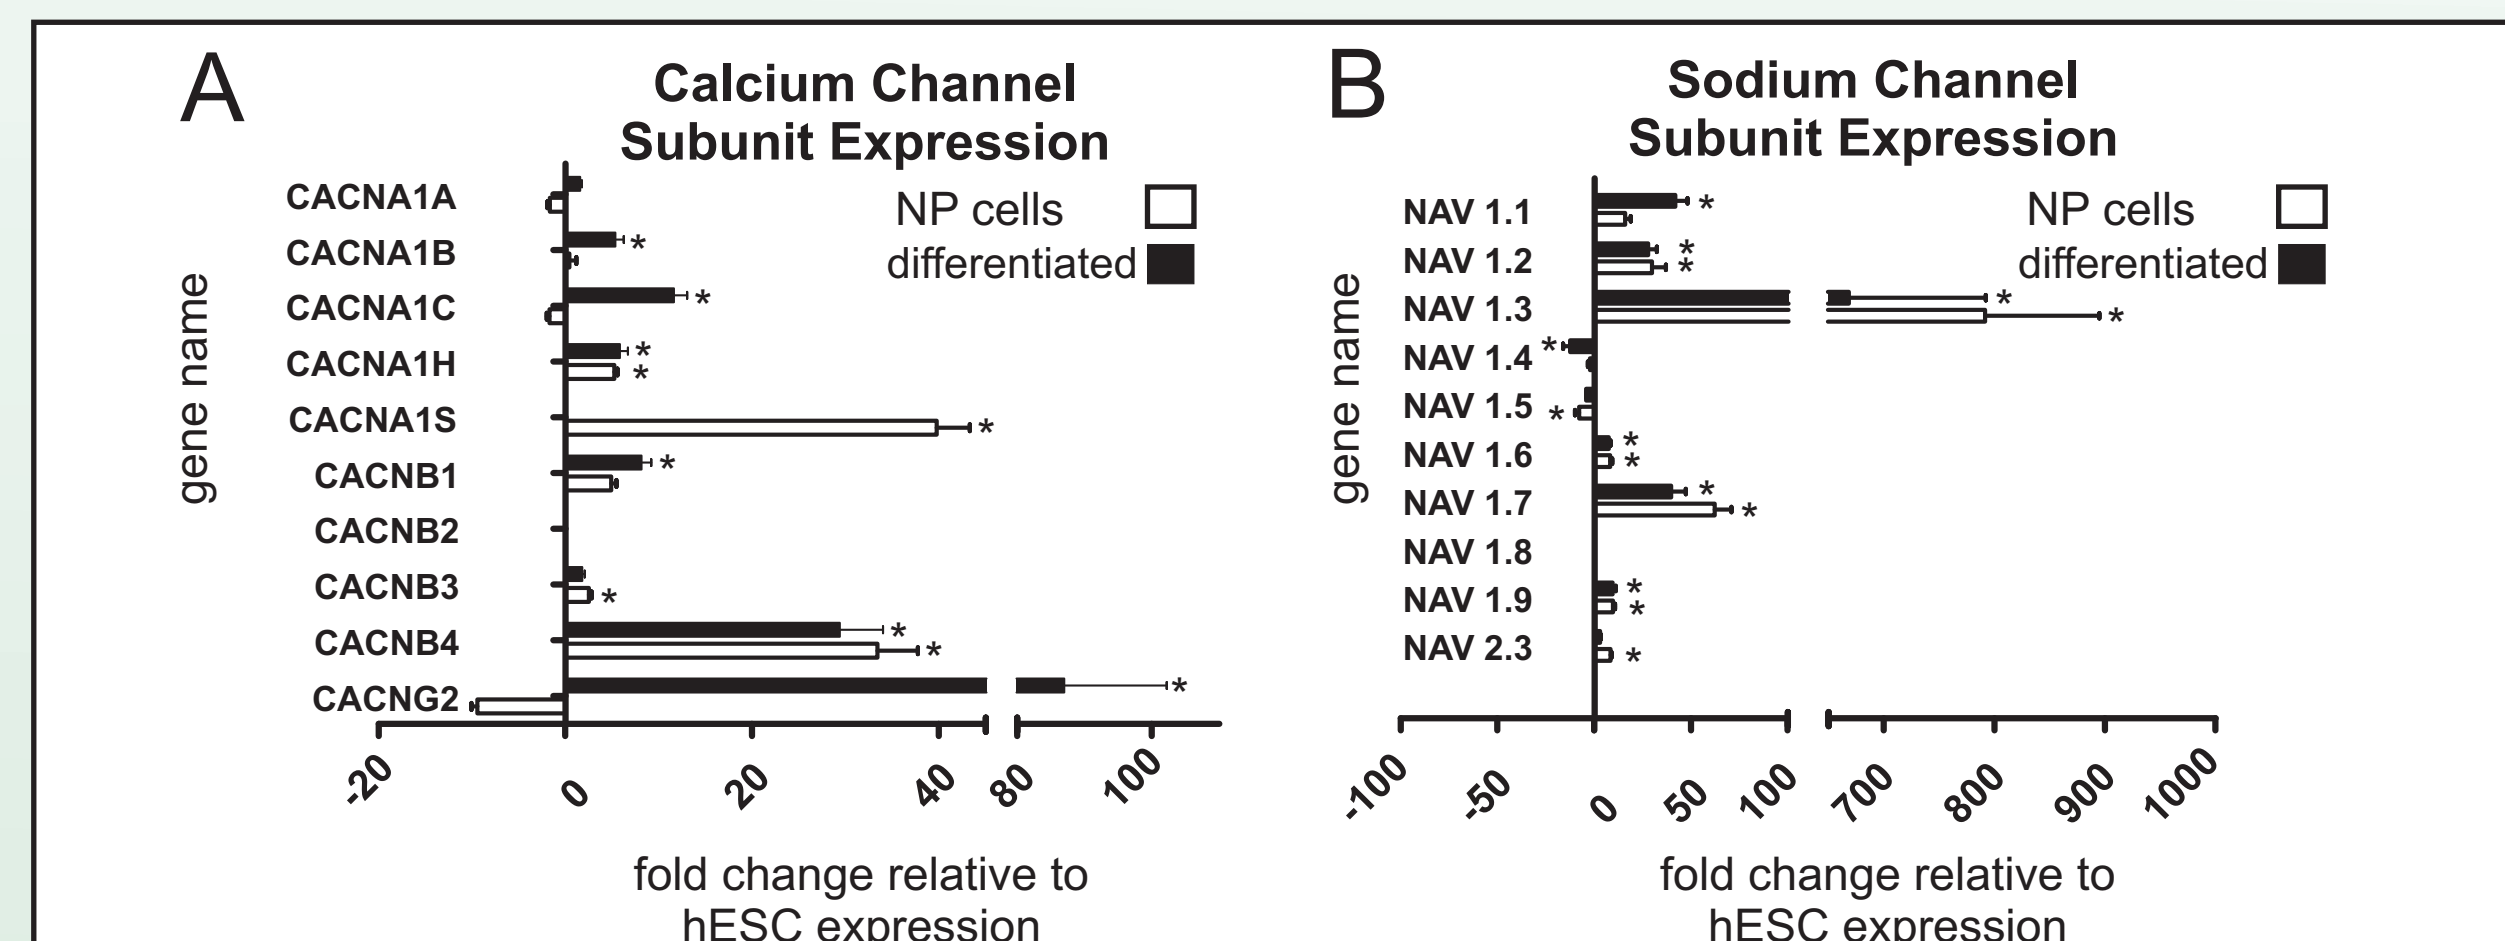 A
Calcium Channel
Subunit Expression
NP cells
differentiated
gene name
CACNA1A
CACNA1B
*
CACNA1C
*
CACNA1H
*
*
CACNA1S
*
CACNB1
*
CACNB2
CACNB3
*
CACNB4
*
*
CACNG2
*
-20
0
20
40
80
100
fold change relative to
hESC expression
B
Sodium Channel
Subunit Expression
NP cells
differentiated
gene name
NAV 1.1
*
NAV 1.2
*
*
NAV 1.3
*
*
NAV 1.4
*
NAV 1.5
*
NAV 1.6
*
*
NAV 1.7
*
*
NAV 1.8
NAV 1.9
*
*
NAV 2.3
*
-100
-50
0
50
100
700
800
900
1000
fold change relative to
hESC expression